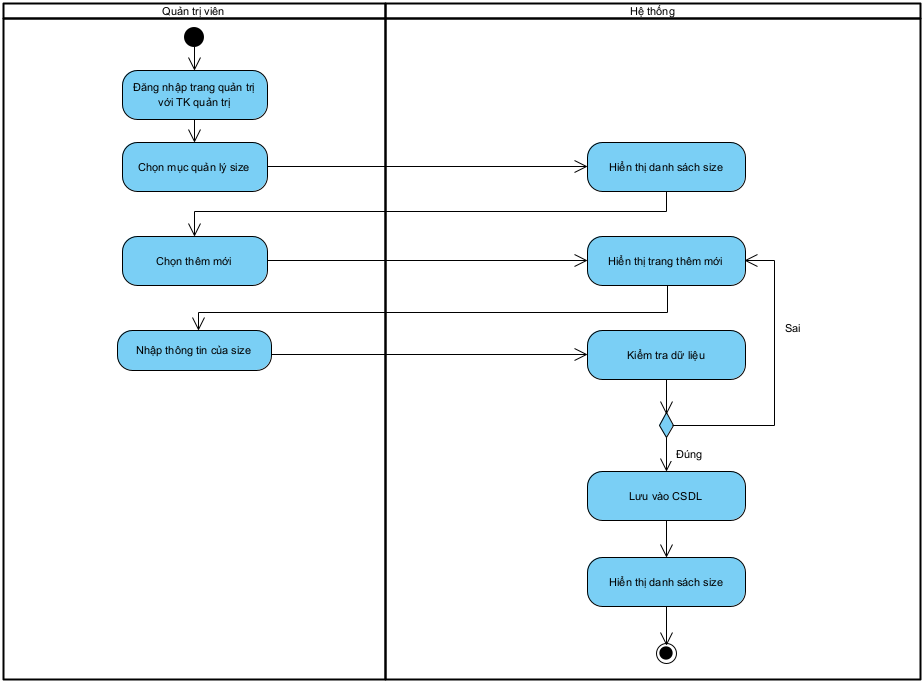 Quản trị viên
Hệ thống
Đăng nhập trang quản trị
với TK quản trị
Chọn mục quản lý size
Hiển thị danh sách size
Chọn thêm mới
Hiển thị trang thêm mới
Sai
Nhập thông tin của size
Kiểm tra dữ liệu
Đúng
Lưu vào CSDL
Hiển thị danh sách size